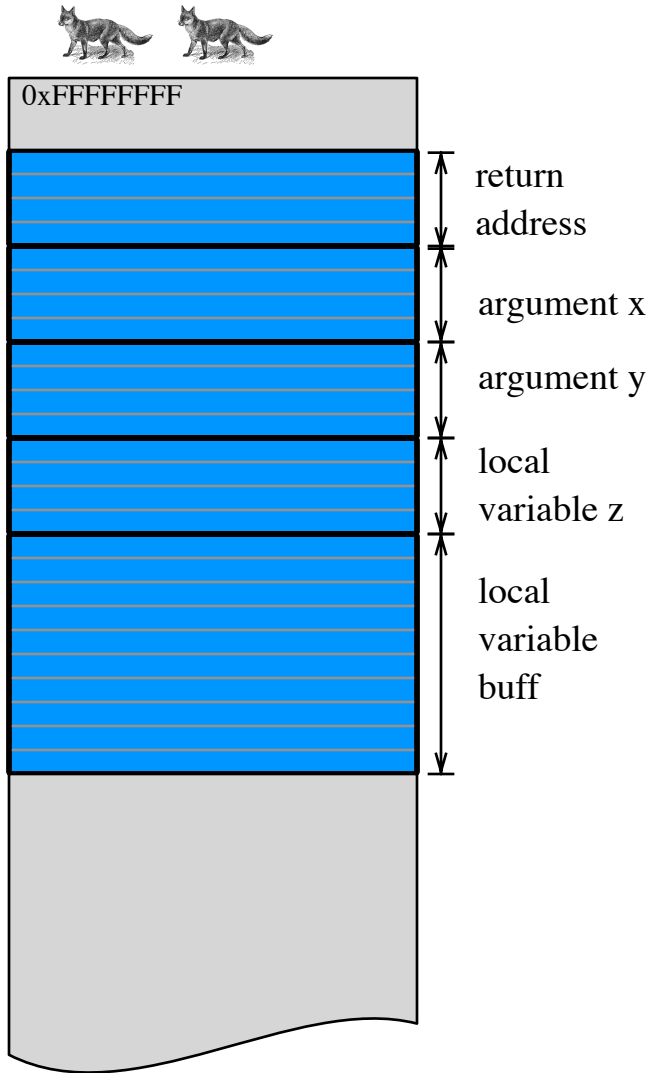 0xFFFFFFFF
return
address
argument x
argument y
local
variable z
local
variable
buff